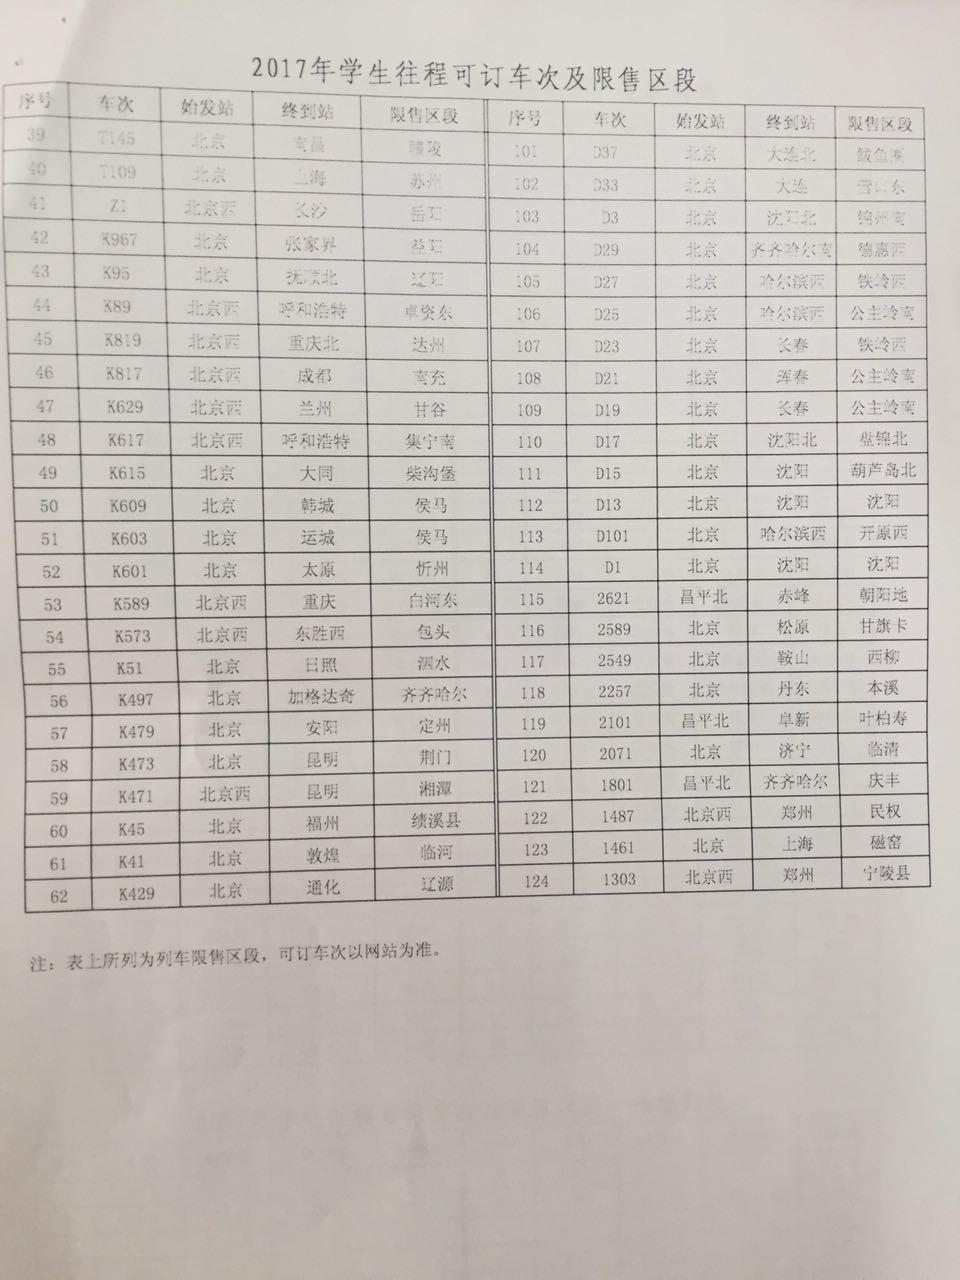 2017年学生往程可订车次及限售区段
序号 车次 始发站 终到站 限售区段 序号 车次 始发站 终到站 限售区段
39 T145 北京 南昌 醴陵 101 D37 北京 大连北 鲅鱼圈
40 T109 北京 上海 苏州 102 D33 北京 大连 营口东
41 Z1 北京西 长沙 岳阳 103 D3 北京 沈阳北 锦州南
42 K967 北京 张家界 益阳 104 D29 北京 齐齐哈尔南 德惠西
43 K95 北京 抚顺北 辽阳 105 D27 北京 哈尔滨西 铁岭西
44 K89 北京西 呼和浩特 卓资东 106 D25 北京 哈尔滨西 公主岭南
45 K819 北京西 重庆北 达州 107 D23 北京 长春 铁岭西
46 K817 北京西 成都 南充 108 D21 北京 珲春 公主岭南
47 K629 北京西 兰州 甘谷 109 D19 北京 长春 公主岭南
48 K617 北京西 呼和浩特 集宁南 110 D17 北京 沈阳北 盘锦北
49 K615 北京 大同 柴沟堡 111 D15 北京 沈阳 葫芦岛北
50 K609 北京 韩城 侯马 112 D13 北京 沈阳 沈阳
51 K603 北京 运城 侯马 113 D101 北京 哈尔滨西 开原西
52 K601 北京 太原 忻州 114 D1 北京 沈阳 沈阳
53 K589 北京西 重庆 白河东 115 2621 昌平北 赤峰 朝阳地
54 K573 北京西 东胜西 包头 116 2589 北京 松原 甘旗卡
55 K51 北京 日照 泗水 117 2549 北京 鞍山 西柳
56 K497 北京 加格达奇 齐齐哈尔 118 2257 北京 丹东 本溪
57 K479 北京 安阳 定州 119 2101 昌平北 阜新 叶柏寿
58 K473 北京 昆明 荆门 120 2071 北京 济宁 临清
59 K471 北京西 昆明 湘潭 121 1801 昌平北 齐齐哈尔 庆丰
60 K45 北京 福州 绩溪县 122 1487 北京西 郑州 民权
61 K41 北京 敦煌 临河 123 1461 北京 上海 磁窑
62 K429 北京 通化 辽源 124 1303 北京西 郑州 宁陵县
注：表上所列为列车限售区段，可订车次以网站为准。